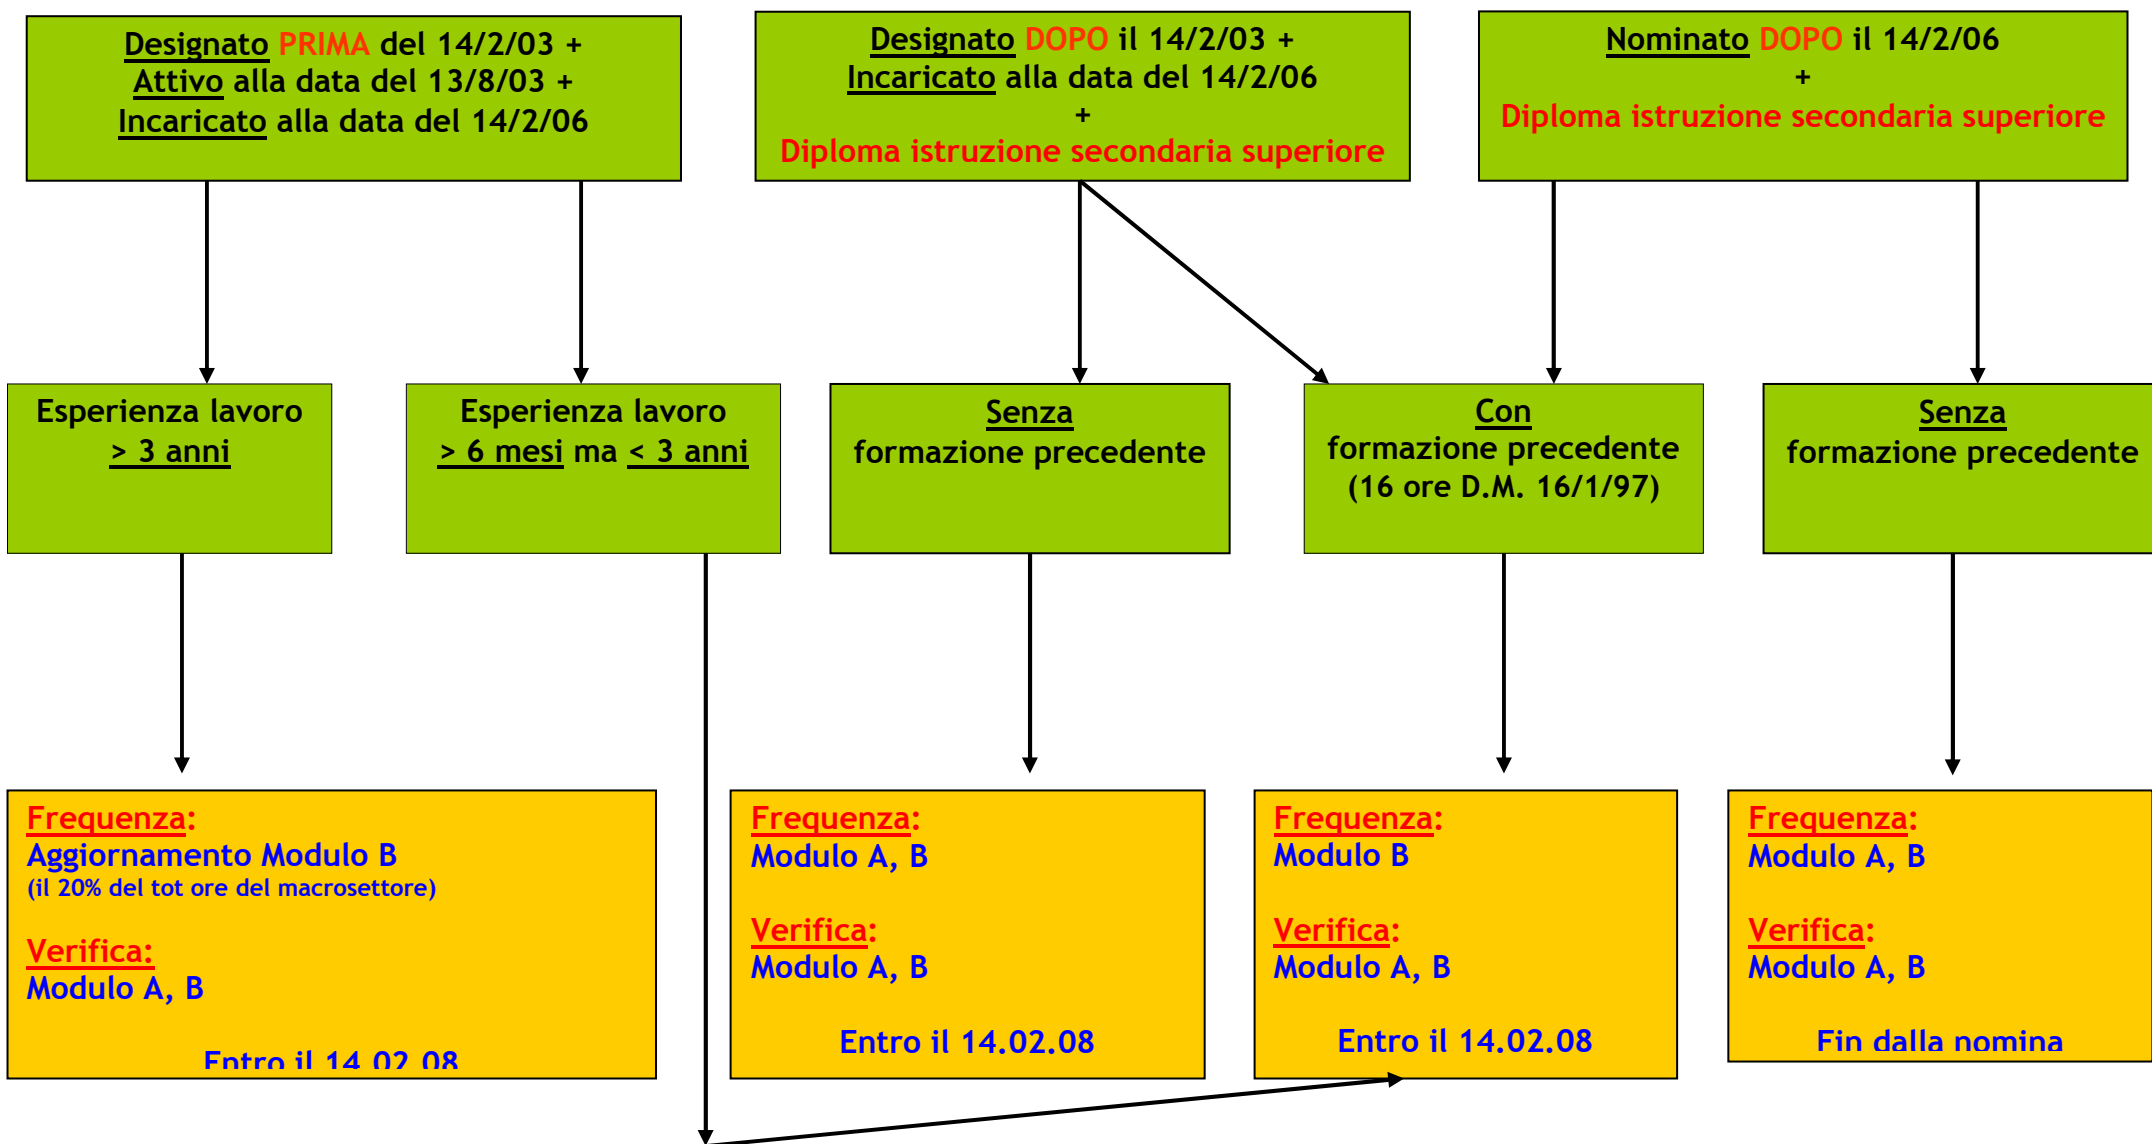 Designato PRIMA del 14/2/03 +
Attivo alla data del 13/8/03 +
Incaricato alla data del 14/2/06
Designato DOPO il 14/2/03 +
Incaricato alla data del 14/2/06
+
Diploma istruzione secondaria superiore
Nominato DOPO il 14/2/06
+
Diploma istruzione secondaria superiore
Esperienza lavoro
> 3 anni
Esperienza lavoro
> 6 mesi ma < 3 anni
Senza
formazione precedente
Con
formazione precedente
(16 ore D.M. 16/1/97)
Senza
formazione precedente
Frequenza:
Aggiornamento Modulo B
(il 20% del tot ore del macrosettore)
Verifica:
Modulo A, B
Entro il 14.02.08
Frequenza:
Modulo A, B
Verifica:
Modulo A, B
Entro il 14.02.08
Frequenza:
Modulo B
Verifica:
Modulo A, B
Entro il 14.02.08
Frequenza:
Modulo A, B
Verifica:
Modulo A, B
Fin dalla nomina